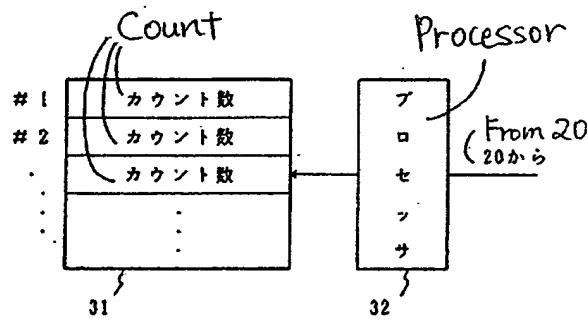 Count
Processor
#1 カウント数
#2 カウント数
カウント数
プロセッサ
From 20
20から
31
32